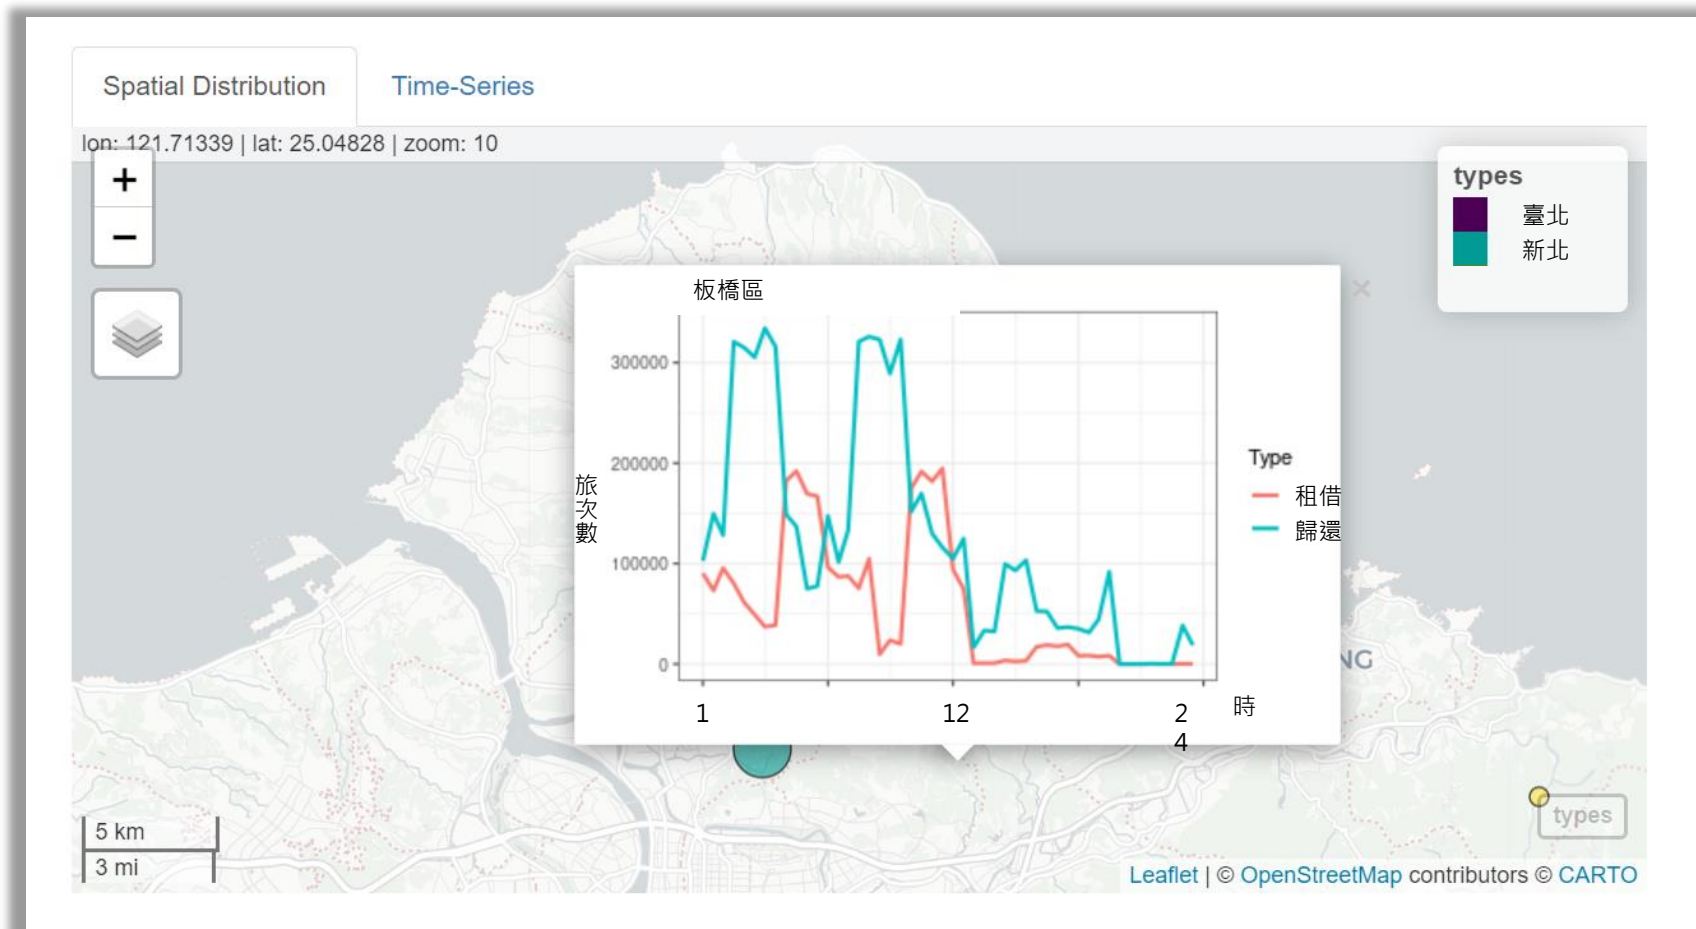 Spatial Distribution
Time-Series
lon: 121.71339 | lat: 25.04828 | zoom: 10
+
−
types
臺北
新北
板橋區
×
300000
200000
100000
0
旅次數
Type
租借
歸還
1
12
24
時
NG
5 km
3 mi
types
Leaflet | © OpenStreetMap contributors © CARTO